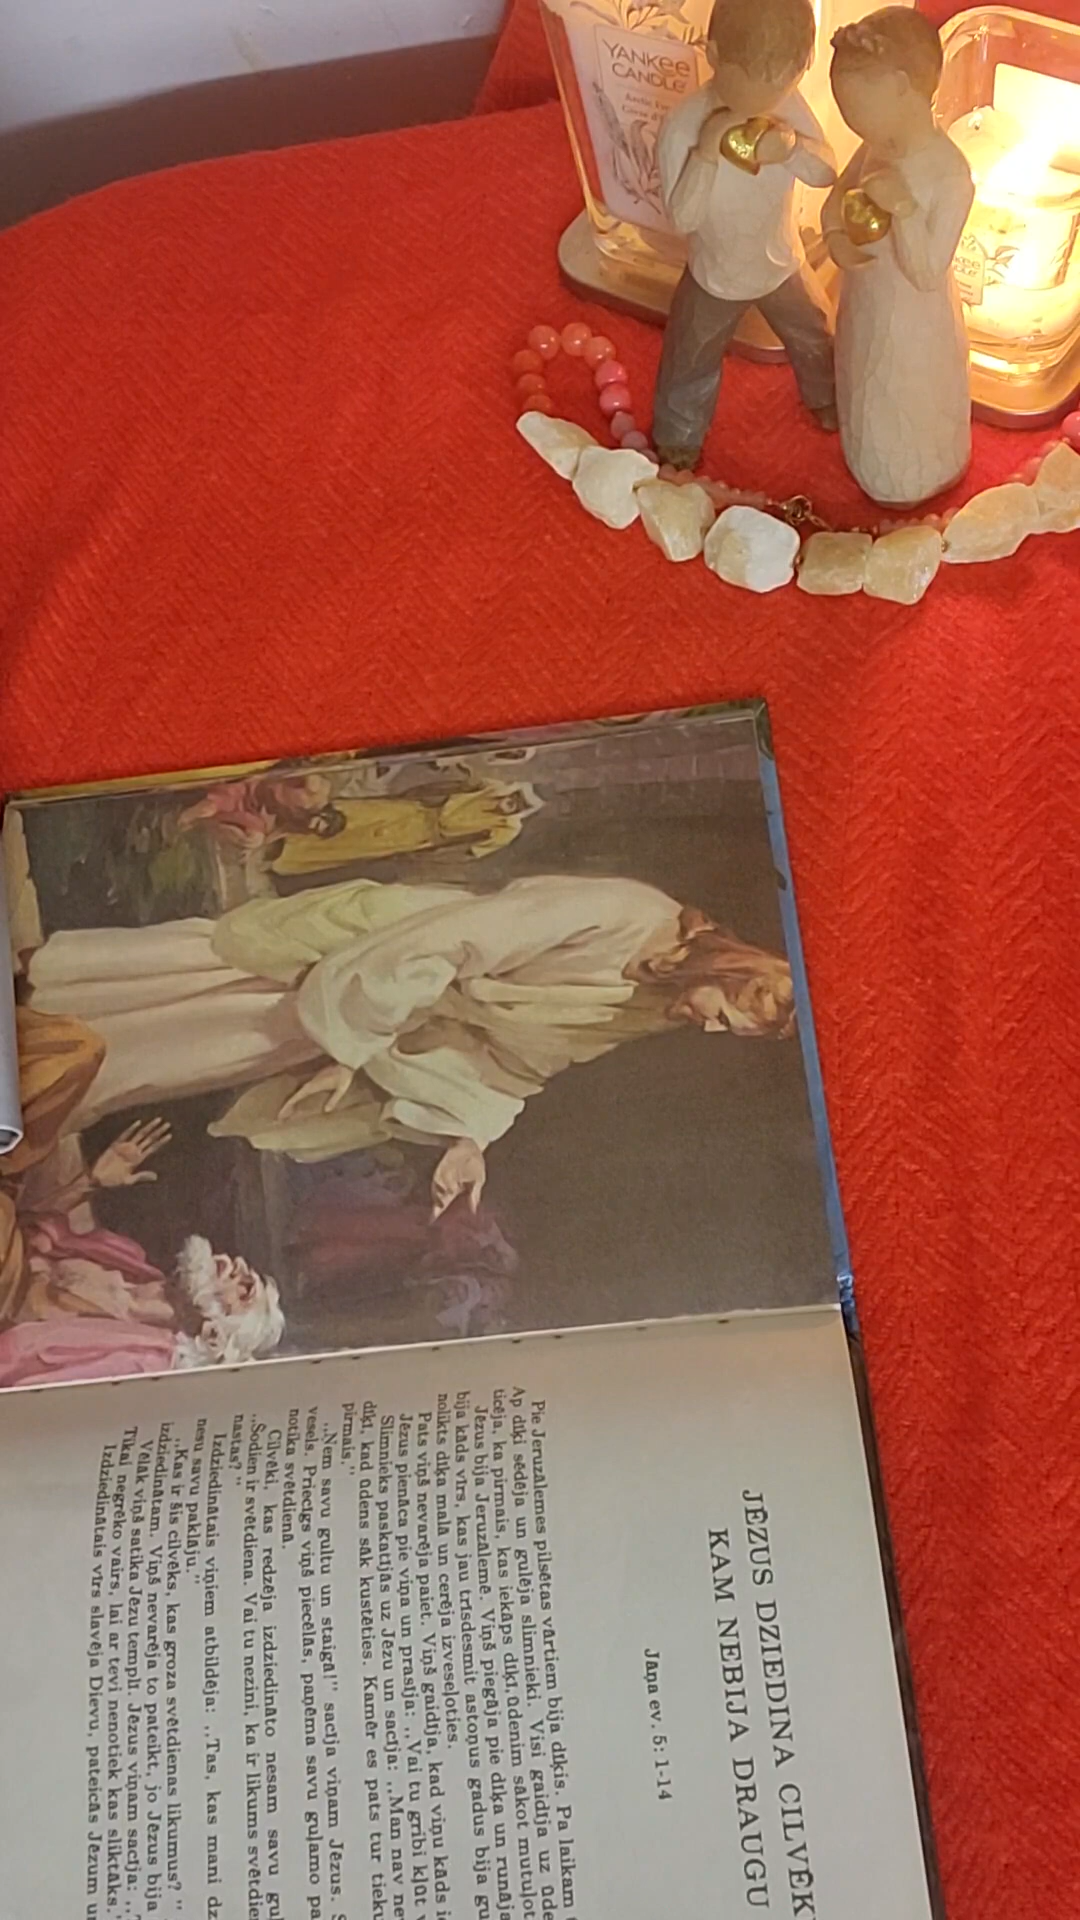 YANKEE
CANDLE
JĒZUS DZIEDINA CILVĒK
KAM NEBIJA DRAUGU
Jāņa ev. 5: 1-14
Pie Jeruzālemes pilsētas vārtiem bija dīķis. Pa laikam
Ap dīķi sēdēja un gulēja slimnieki. Visi gaidīja uz ūde
ticēja, ka pirmais, kas iekāps dīķī, ūdenim sākot mutuļot
Jēzus bija Jeruzālemē. Viņš piegāja pie dīķa un runāja
bija kāds vīrs, kas jau trīsdesmit astoņus gadus bija gu
nolikts dīķa malā un cerēja izveseļoties.
Pats viņš nevarēja paiet. Viņš gaidīja, kad viņu kāds i
Jēzus pienāca pie viņa un prasīja: ,,Vai tu gribi kļūt v
Slimnieks paskatījās uz Jēzu un sacīja: ,,Man nav ne
dīķī, kad ūdens sāk kustēties. Kamēr es pats tur tieku
pirmais."
,,Ņem savu gultu un staigā!" sacīja viņam Jēzus. S
vesels. Priecīgs viņš piecēlās, paņēma savu guļamo pa
notika svētdienā.
Cilvēki, kas redzēja izdziedināto nesam savu gul
,,Šodien ir svētdiena. Vai tu nezini, ka ir likums svētdie
nastas?"
Izdziedinātais viņiem atbildēja: ,,Tas, kas mani dz
nesu savu paklāju."
,,Kas ir šis cilvēks, kas groza svētdienas likumus?"
izdziedinātam. Viņš nevarēja to pateikt, jo Jēzus bija
Vēlāk viņš satika Jēzu templī. Jēzus viņam sacīja: ,,
Tikai negrēko vairs, lai ar tevi nenotiek kas sliktāks.
Izdziedinātais vīrs slavēja Dievu, pateicās Jēzum u